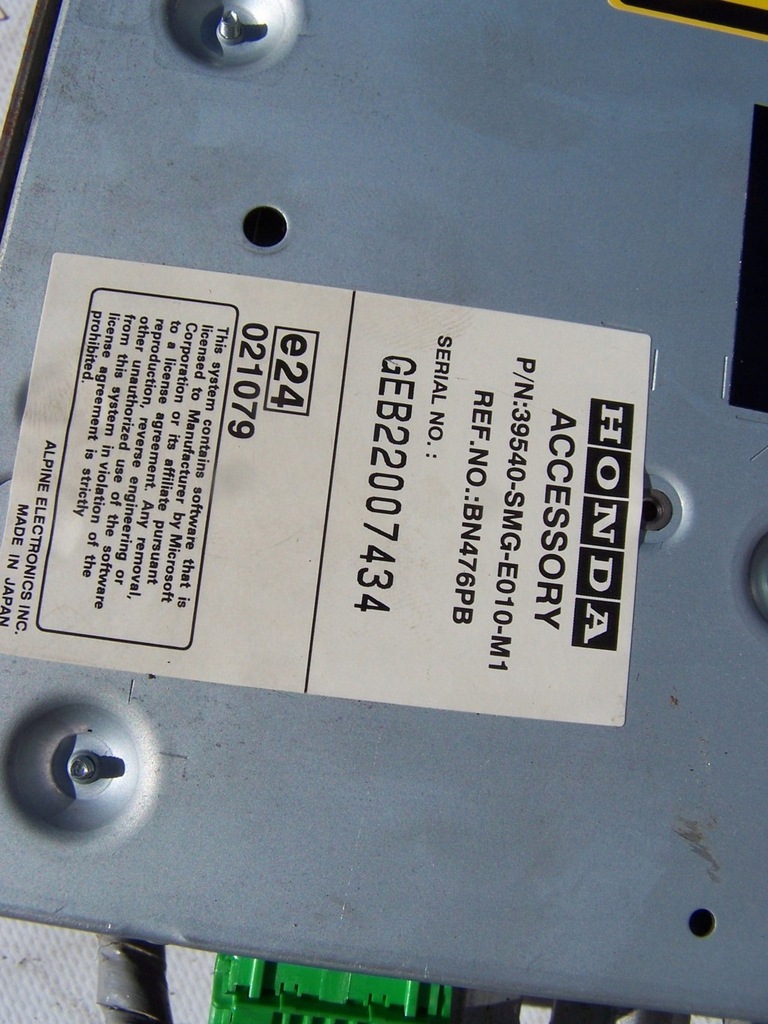 HONDA
ACCESSORY
P/N:39540-SMG-E010-M1
REF.NO.:BN476PB
SERIAL NO. :
GEB22007434
e24
021079
This system contains software that is
licensed to Manufacturer by Microsoft
Corporation or its affiliate pursuant
to a license agreement. Any removal,
reproduction, reverse engineering or
other unauthorized use of the software
from this system in violation of the
license agreement is strictly
prohibited.
ALPINE ELECTRONICS INC.
MADE IN JAPAN